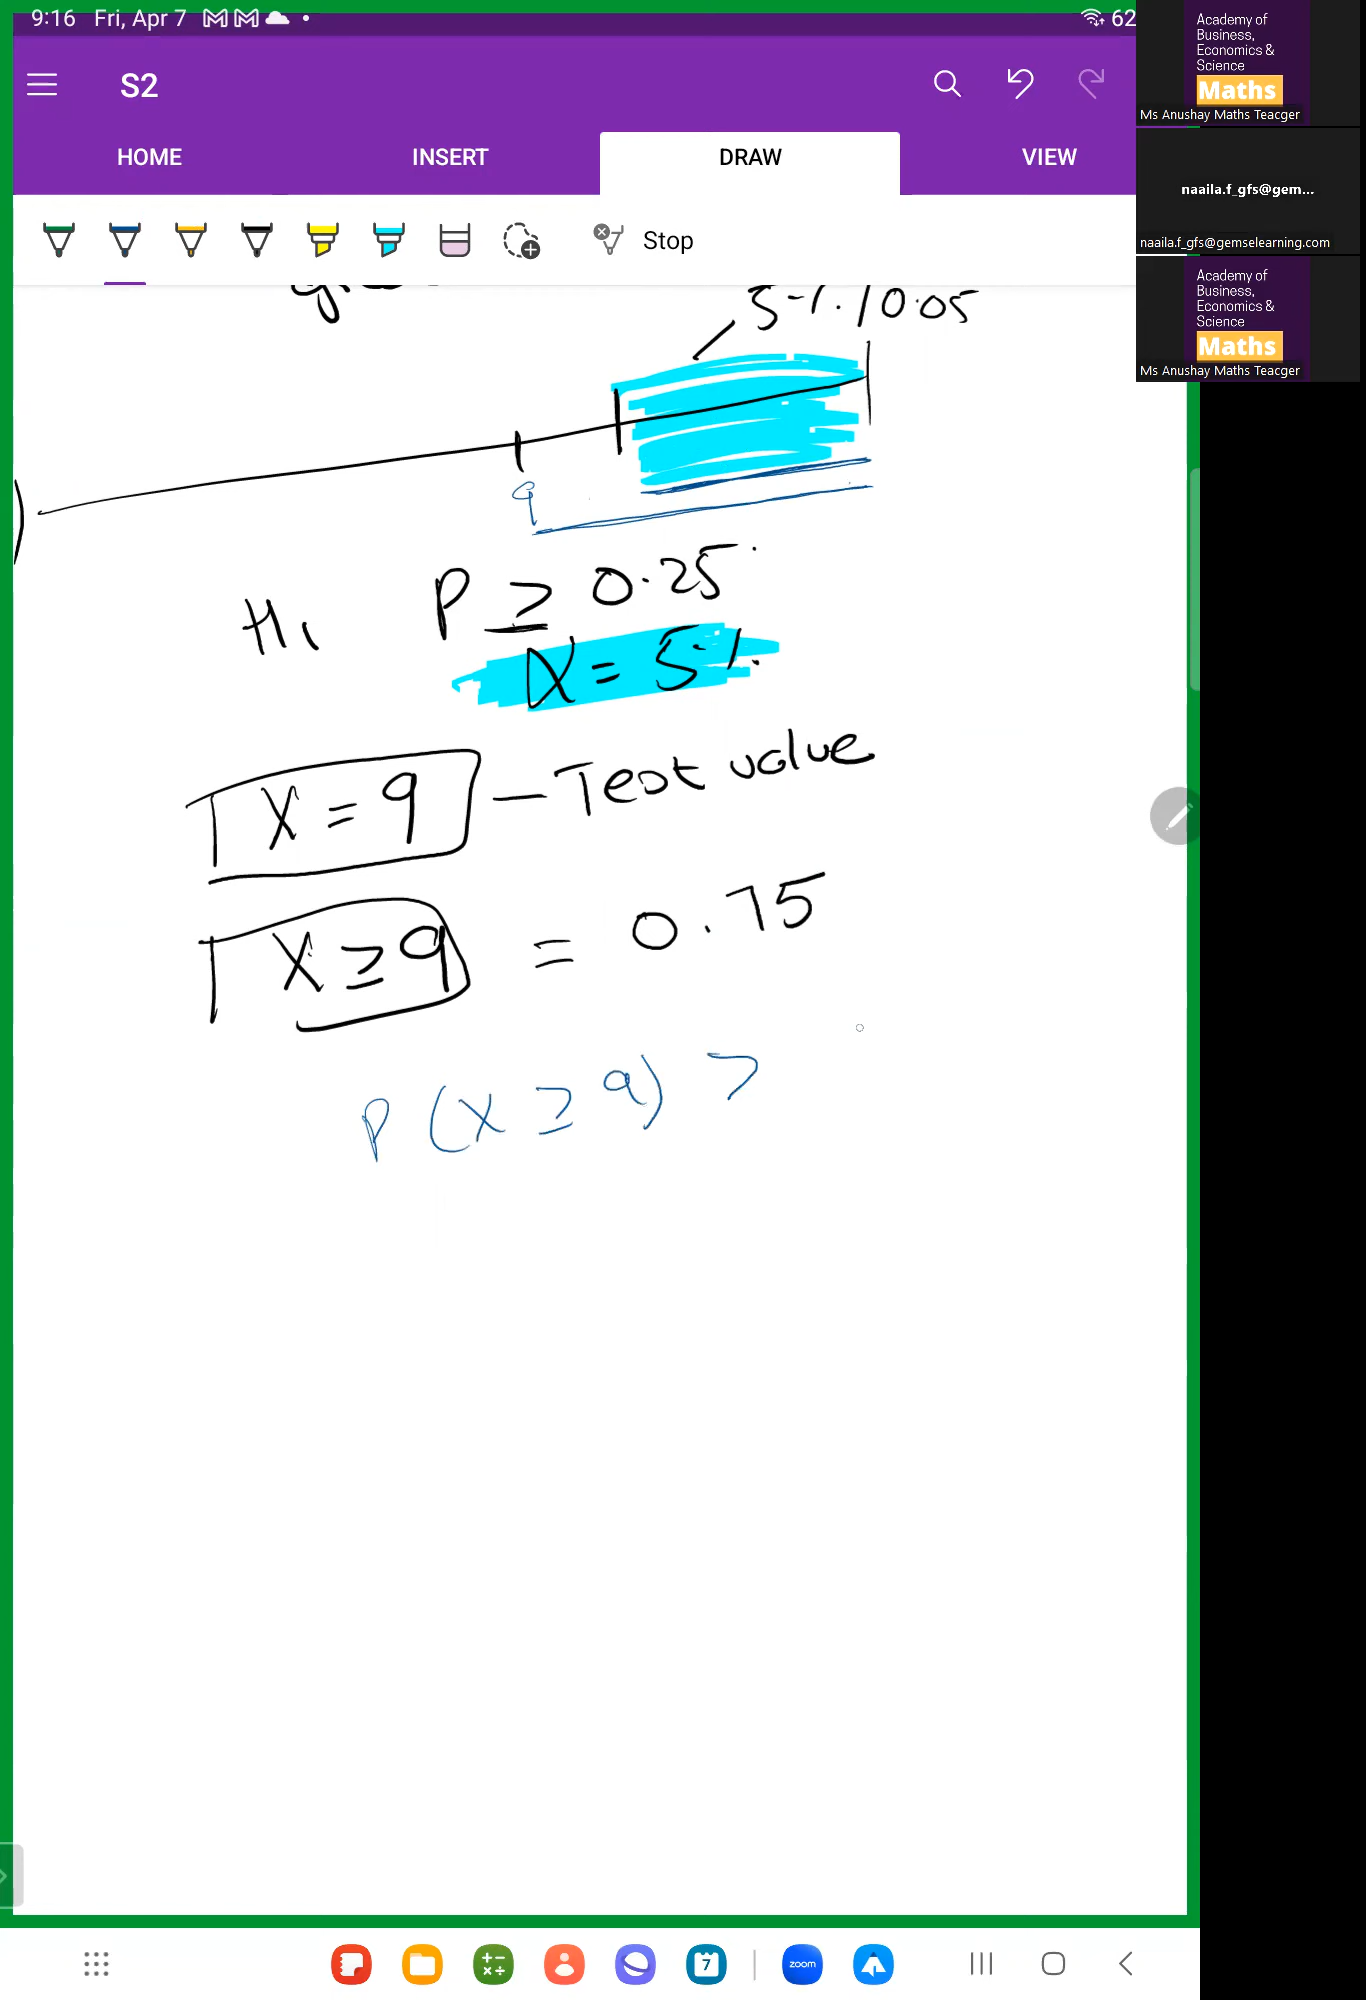 9:16 Fri, Apr 7
62
S2
HOME INSERT DRAW VIEW
Stop
Academy of
Business,
Economics &
Science
Maths
Ms Anushay Maths Teacger
naaila.f_gfs@gem...
naaila.f_gfs@gemselearning.com
Academy of
Business,
Economics &
Science
Maths
Ms Anushay Maths Teacger
5% / 0.05
9
H₁ P ≥ 0.25
α = 5%
X = 9 — Test value
X ≥ 9 = 0.75
P (X ≥ 9) >
7
zoom